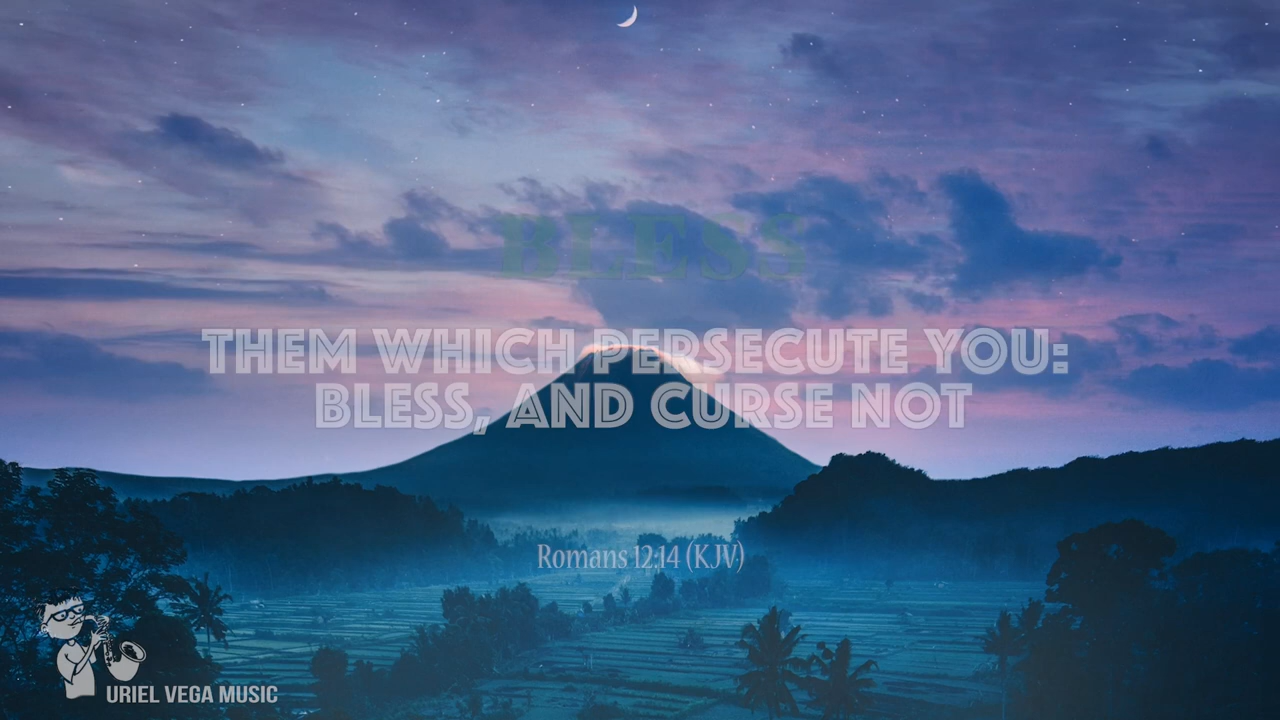 BLESS
THEM WHICH PERSECUTE YOU:
BLESS, AND CURSE NOT
Romans 12:14 (KJV)
URIEL VEGA MUSIC